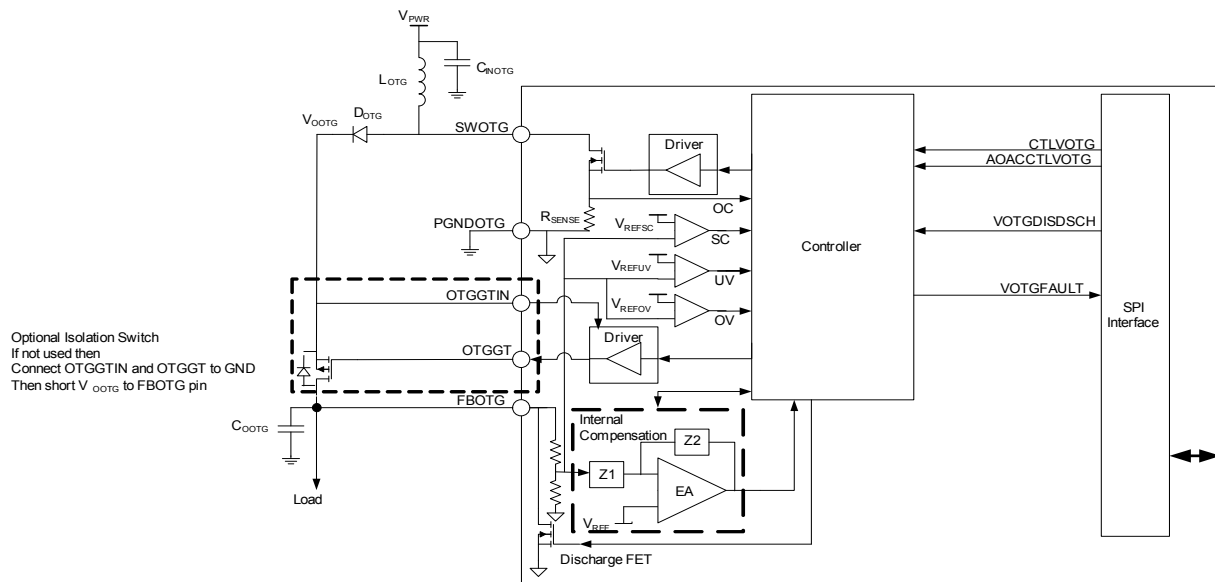 VPWR
CINOTG
LOTG
DOTG
VOOTG
SWOTG
Driver
CTLVOTG
AOACCTLVOTG
OC
RSENSE
VREFSC
PGNDOTG
SC
VOTGDISDSCH
Controller
VREFUV
UV
OTGGTIN
VREFOV
OV
VOTGFAULT
SPI
Interface
Optional Isolation Switch
If not used then
Connect OTGGTIN and OTGGT to GND
Then short V OOTG to FBOTG pin
Driver
OTGGT
FBOTG
COOTG
Internal
Compensation
Z2
Z1
EA
Load
VREF
Discharge FET